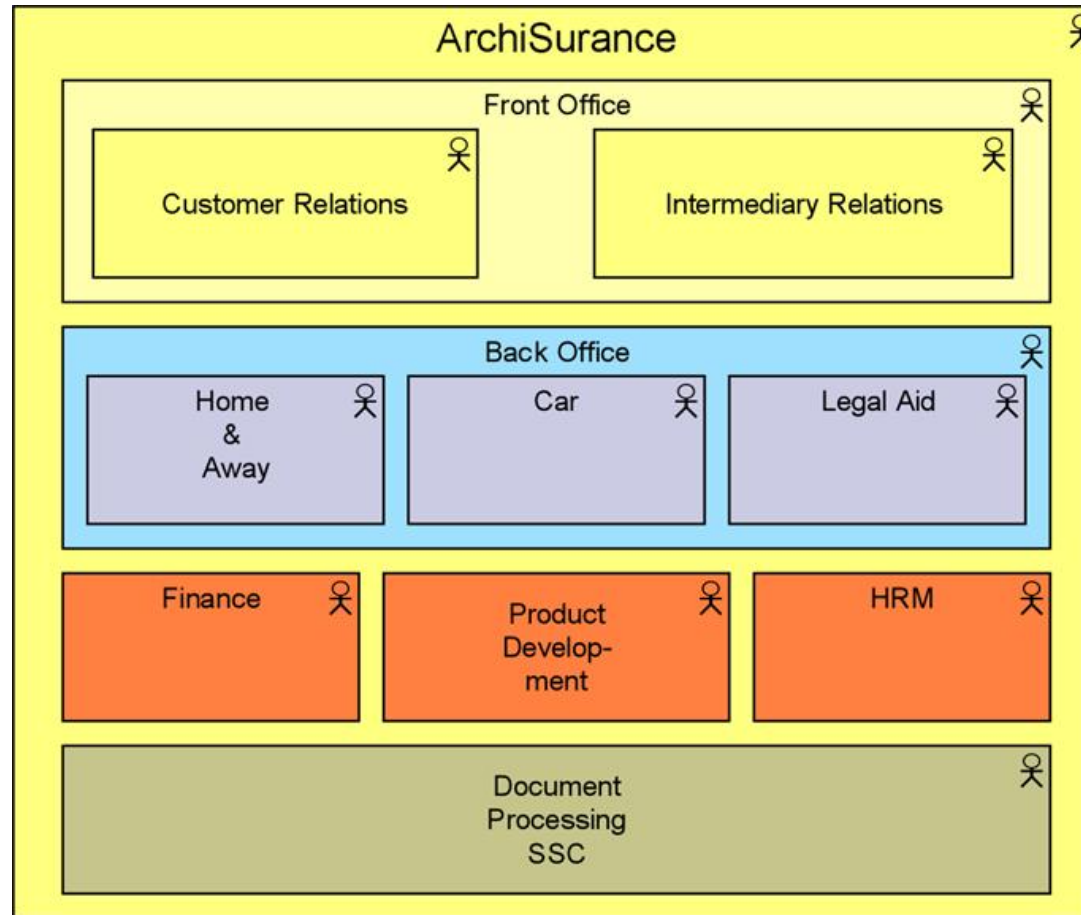 ArchiSurance
Front Office
Customer Relations
Intermediary Relations
Back Office
Home
&
Away
Car
Legal Aid
Finance
Product
Develop-
ment
HRM
Document
Processing
SSC